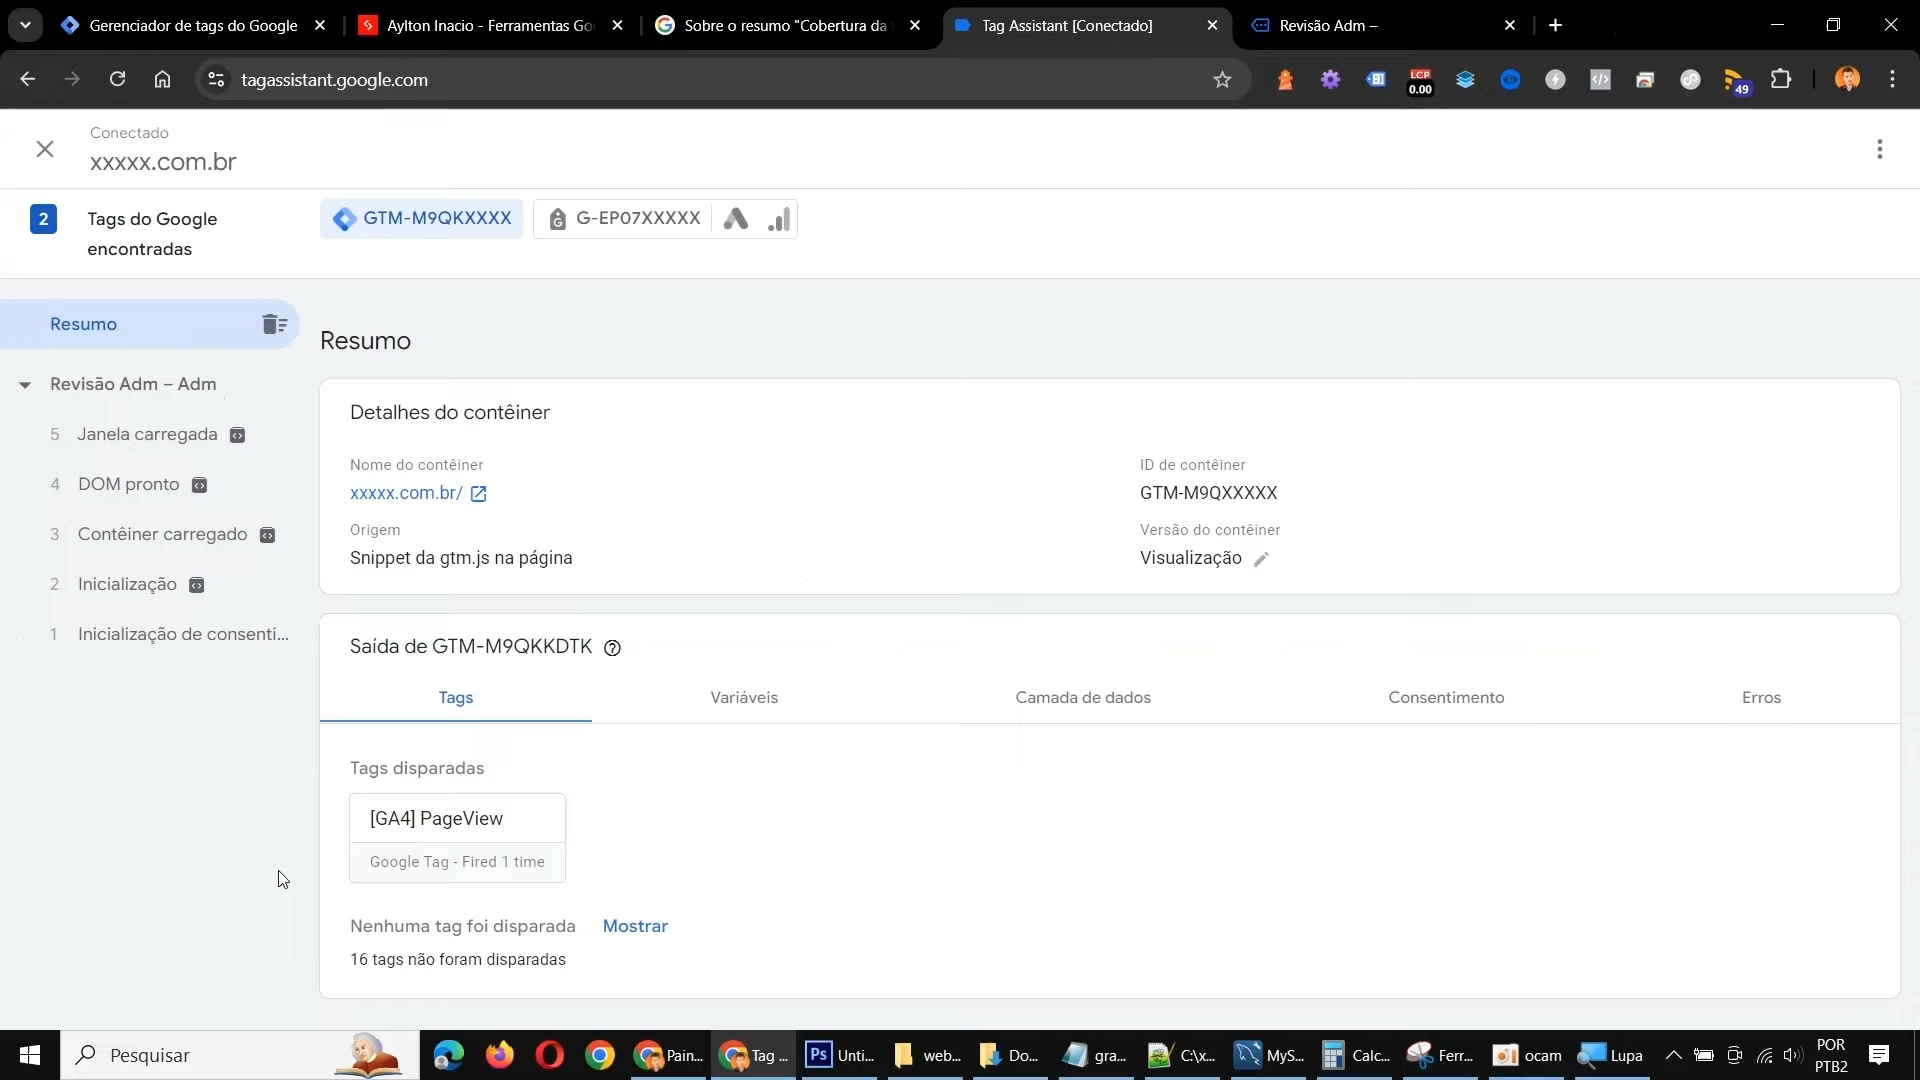 Gerenciador de tags do Google
Aylton Inacio - Ferramentas Go
Sobre o resumo "Cobertura da
Tag Assistant [Conectado]
Revisão Adm –
tagassistant.google.com
LCP
0.00
49
Conectado
xxxxx.com.br
2
Tags do Google
encontradas
GTM-M9QKXXXX
G-EP07XXXXX
Resumo
Revisão Adm – Adm
5 Janela carregada
4 DOM pronto
3 Contêiner carregado
2 Inicialização
1 Inicialização de consenti...
Resumo
Detalhes do contêiner
Nome do contêiner
xxxxx.com.br/
ID de contêiner
GTM-M9QXXXXX
Origem
Snippet da gtm.js na página
Versão do contêiner
Visualização
Saída de GTM-M9QKKDTK
Tags
Variáveis
Camada de dados
Consentimento
Erros
Tags disparadas
[GA4] PageView
Google Tag - Fired 1 time
Nenhuma tag foi disparada Mostrar
16 tags não foram disparadas
Pesquisar
Pain...
Tag ...
Ps
Unti...
web...
Do...
gra...
C:\x...
MyS...
Calc...
Ferr...
ocam
Lupa
POR
PTB2